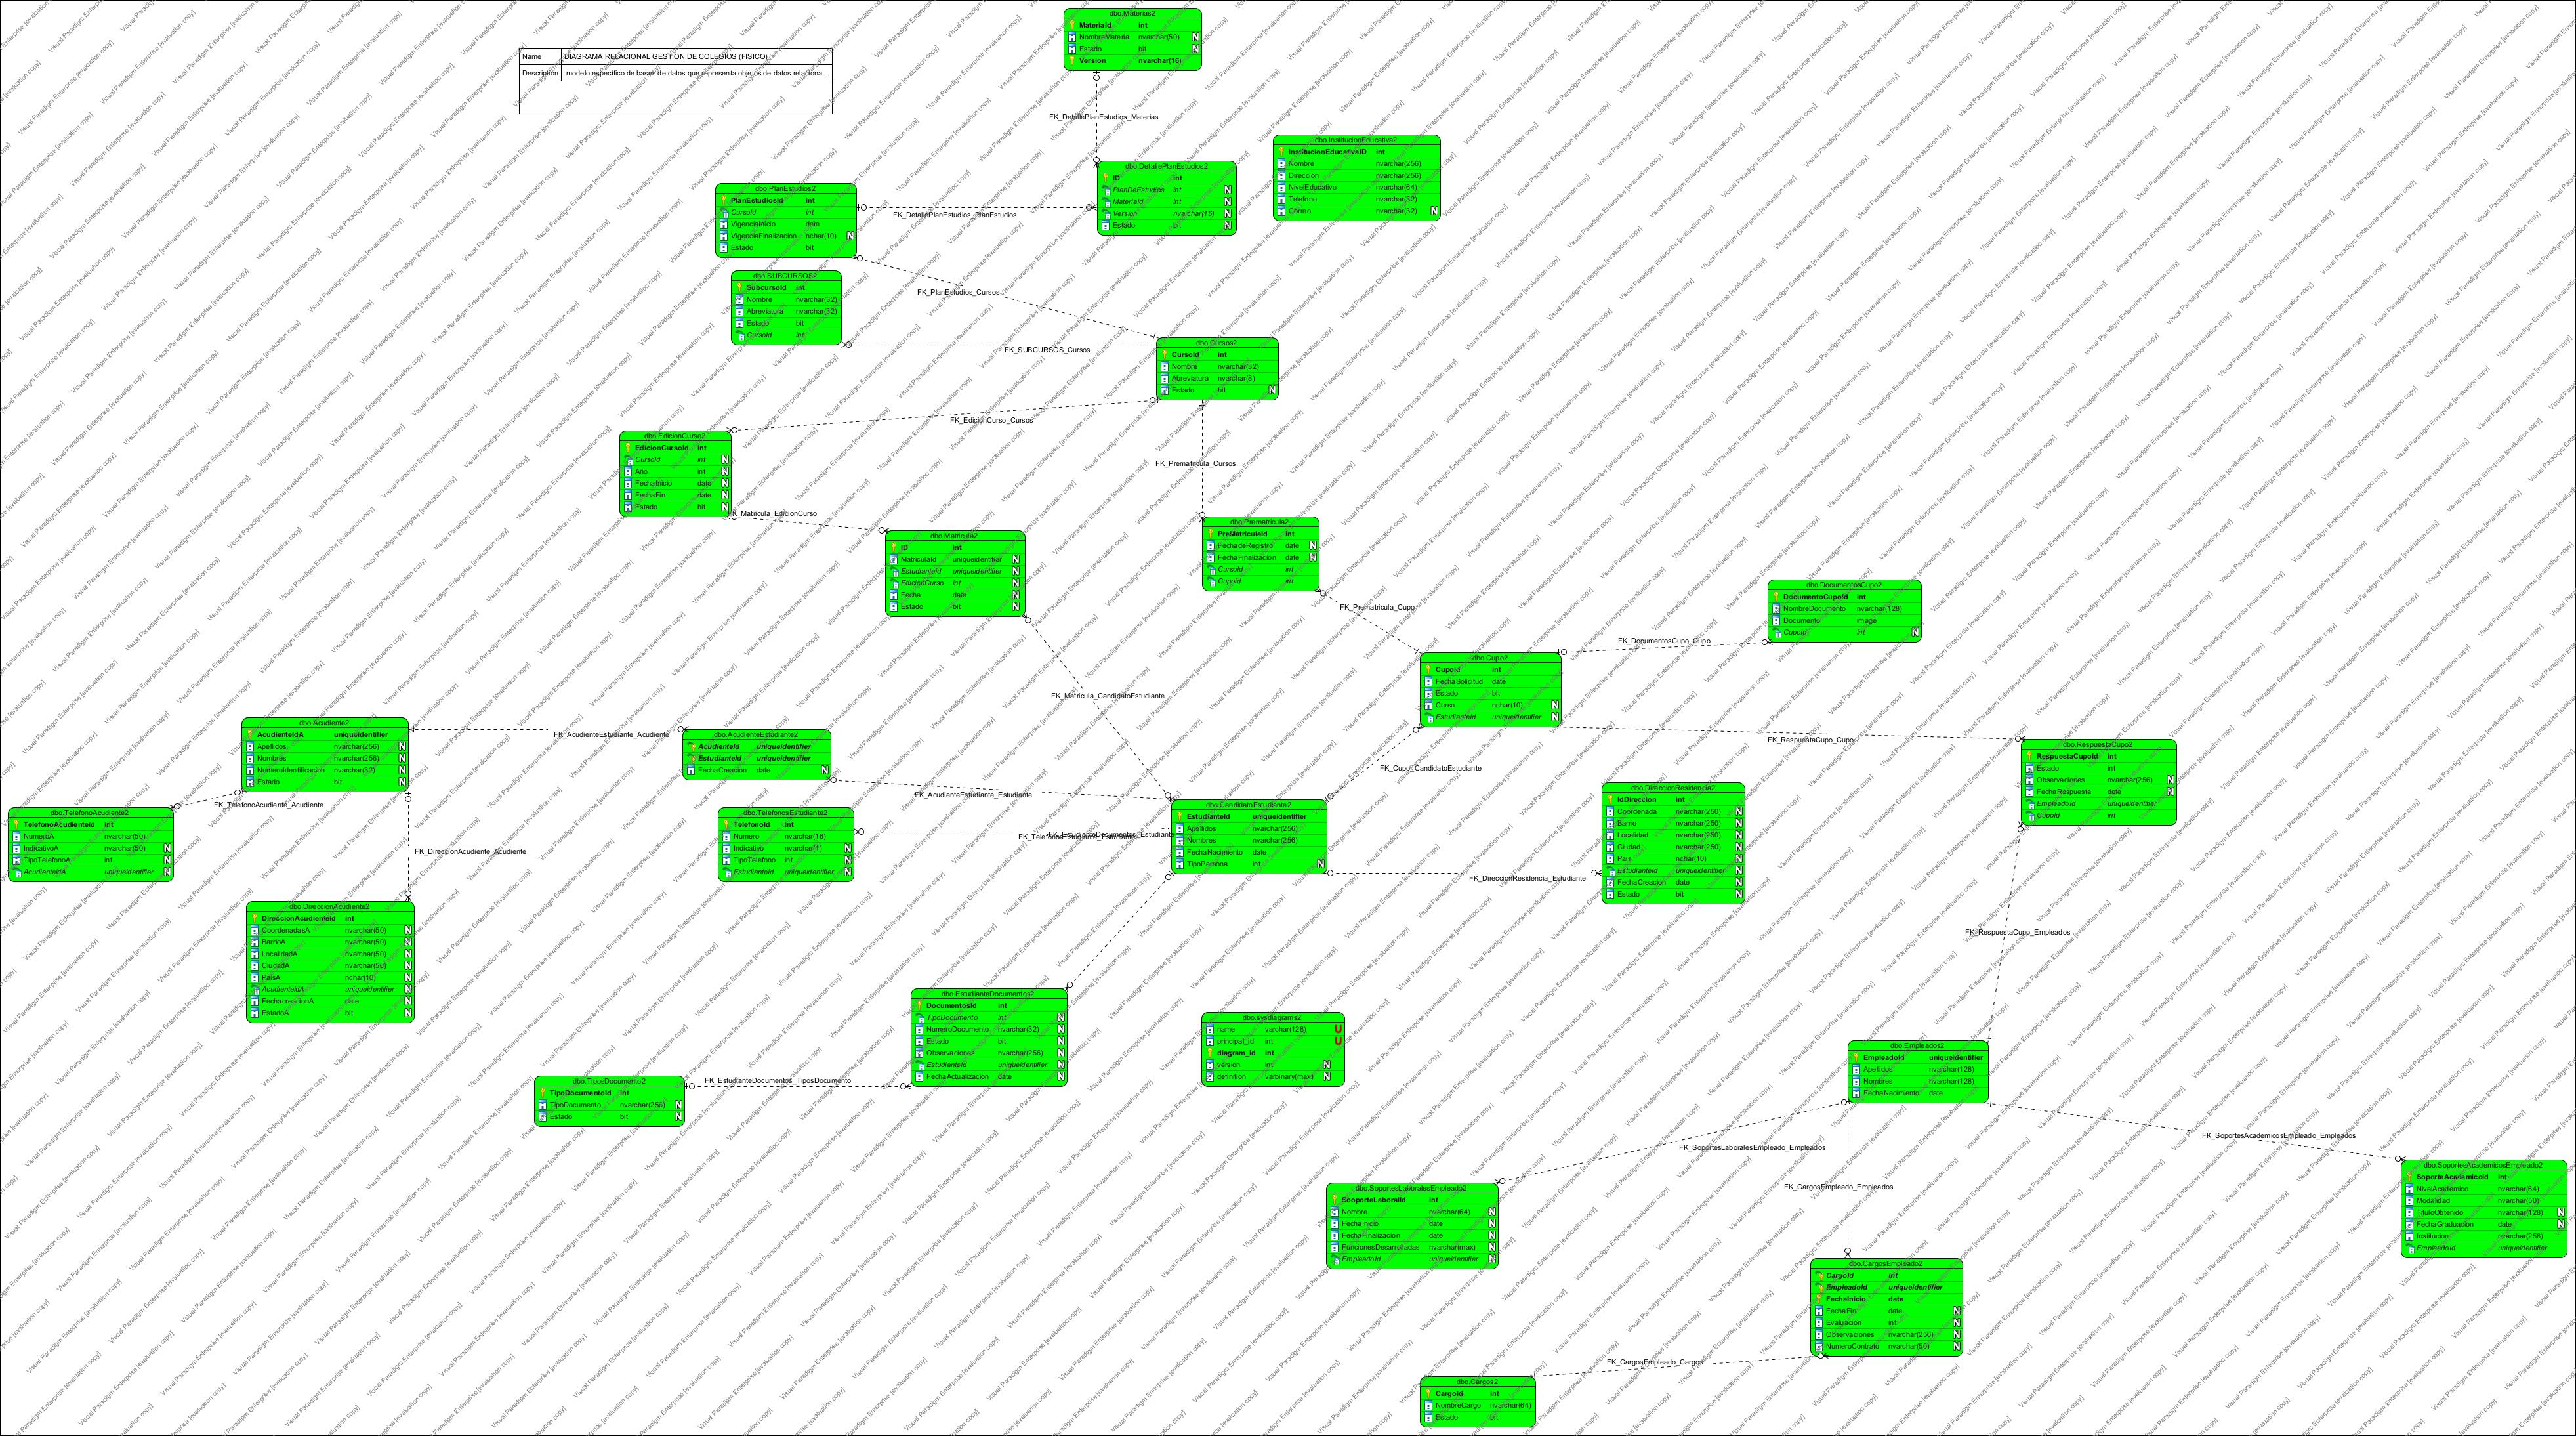 dbo.Materias2
MateriaId int
NombreMateria nvarchar(50) N
Estado bit N
Version nvarchar(16)
Name DIAGRAMA RELACIONAL GESTION DE COLEGIOS (FISICO)
Description modelo específico de bases de datos que representa objetos de datos relaciona...
FK_DetallePlanEstudios_Materias
dbo.InstitucionEducativa2
InstitucionEducativaID int
Nombre nvarchar(256)
Direccion nvarchar(256)
NivelEducativo nvarchar(64)
Telefono nvarchar(32)
Correo nvarchar(32) N
dbo.DetallePlanEstudios2
ID int
PlanDeEstudios int N
MateriaId int N
Version nvarchar(16) N
Estado bit N
dbo.PlanEstudios2
PlanEstudiosId int
CursoId int
VigenciaInicio date
VigenciaFinalizacion nchar(10) N
Estado bit
FK_DetallePlanEstudios_PlanEstudios
dbo.SUBCURSOS2
SubcursoId int
Nombre nvarchar(32)
Abreviatura nvarchar(32)
Estado bit
CursoId int
FK_PlanEstudios_Cursos
FK_SUBCURSOS_Cursos
dbo.Cursos2
CursoId int
Nombre nvarchar(32)
Abreviatura nvarchar(8)
Estado bit N
FK_EdicionCurso_Cursos
dbo.EdicionCurso2
EdicionCursoId int
CursoId int N
Año int N
FechaInicio date N
FechaFin date N
Estado bit N
FK_Prematricula_Cursos
FK_Matricula_EdicionCurso
dbo.Matricula2
ID int
MatriculaId uniqueidentifier N
EstudianteId uniqueidentifier N
EdicionCurso int N
Fecha date N
Estado bit N
dbo.Prematricula2
PreMatriculaId int
FechadeRegistro date N
FechaFinalizacion date N
CursoId int
CupoId int
FK_Prematricula_Cupo
dbo.DocumentosCupo2
DocumentoCupoId int
NombreDocumento nvarchar(128)
Documento image
CupoId int N
FK_DocumentosCupo_Cupo
dbo.Cupo2
CupoId int
FechaSolicitud date
Estado bit
Curso nchar(10) N
EstudianteId uniqueidentifier N
FK_Matricula_CandidatoEstudiante
dbo.Acudiente2
AcudienteIdA uniqueidentifier
Apellidos nvarchar(256) N
Nombres nvarchar(256) N
NumeroIdentificacion nvarchar(32) N
Estado bit N
FK_AcudienteEstudiante_Acudiente
dbo.AcudienteEstudiante2
AcudienteId uniqueidentifier
EstudianteId uniqueidentifier
FechaCreacion date N
FK_RespuestaCupo_Cupo
dbo.RespuestaCupo2
RespuestaCupoId int
Estado int
Observaciones nvarchar(256) N
FechaRespuesta date N
EmpleadoId uniqueidentifier
CupoId int
FK_Cupo_CandidatoEstudiante
FK_AcudienteEstudiante_Estudiante
FK_TelefonoAcudiente_Acudiente
dbo.TelefonoAcudiente2
TelefonoAcudienteId int
NumeroA nvarchar(50)
IndicativoA nvarchar(50) N
TipoTelefonoA int N
AcudienteIdA uniqueidentifier N
dbo.TelefonosEstudiante2
TelefonosId int
Numero nvarchar(16)
Indicativo nvarchar(4) N
TipoTelefono int N
EstudianteId uniqueidentifier N
FK_EstudianteDocumentos_Estudiante
FK_TelefonosEstudiante_Estudiante
dbo.CandidatoEstudiante2
EstudianteId uniqueidentifier
Apellidos nvarchar(256)
Nombres nvarchar(256)
FechaNacimiento date
TipoPersona int N
dbo.DireccionResidencia2
IdDireccion int
Coordenada nvarchar(250) N
Barrio nvarchar(250) N
Localidad nvarchar(250) N
Ciudad nvarchar(250) N
Pais nchar(10) N
EstudianteId uniqueidentifier N
FechaCreacion date N
Estado bit N
FK_DireccionResidencia_Estudiante
FK_DireccionAcudiente_Acudiente
dbo.DireccionAcudiente2
DireccionAcudienteId int
CoordenadasA nvarchar(50) N
BarrioA nvarchar(50) N
LocalidadA nvarchar(50) N
CiudadA nvarchar(50) N
PaisA nchar(10) N
AcudienteIdA uniqueidentifier N
FechacreacionA date N
EstadoA bit N
FK_RespuestaCupo_Empleados
dbo.EstudianteDocumentos2
DocumentosId int
TipoDocumento int N
NumeroDocumento nvarchar(32) N
Estado bit N
Observaciones nvarchar(256) N
EstudianteId uniqueidentifier N
FechaActualizacion date N
dbo.sysdiagrams2
name varchar(128) U
principal_id int U
diagram_id int
version int N
definition varbinary(max) N
dbo.TiposDocumento2
TipoDocumentoId int
TipoDocumento nvarchar(256) N
Estado bit N
FK_EstudianteDocumentos_TiposDocumento
dbo.Empleados2
EmpleadoId uniqueidentifier
Apellidos nvarchar(128)
Nombres nvarchar(128)
FechaNacimiento date
FK_SoportesLaboralesEmpleado_Empleados
FK_SoportesAcademicosEmpleado_Empleados
FK_CargosEmpleado_Empleados
dbo.SoportesLaboralesEmpleado2
SooporteLaboralId int
Nombre nvarchar(64) N
FechaInicio date N
FechaFinalizacion date N
FuncionesDesarrolladas nvarchar(max) N
EmpleadoId uniqueidentifier N
dbo.SoportesAcademicosEmpleado2
SoporteAcademicoId int
NivelAcademico nvarchar(64)
Modalidad nvarchar(50)
TituloObtenido nvarchar(128) N
FechaGraduacion date N
Institucion nvarchar(256)
EmpleadoId uniqueidentifier
dbo.CargosEmpleado2
CargoId int
EmpleadoId uniqueidentifier
FechaInicio date
FechaFin date N
Evaluación int N
Observaciones nvarchar(256) N
NumeroContrato nvarchar(50) N
FK_CargosEmpleado_Cargos
dbo.Cargos2
CargoId int
NombreCargo nvarchar(64)
Estado bit
Visual Paradigm Enterprise [evaluation copy]